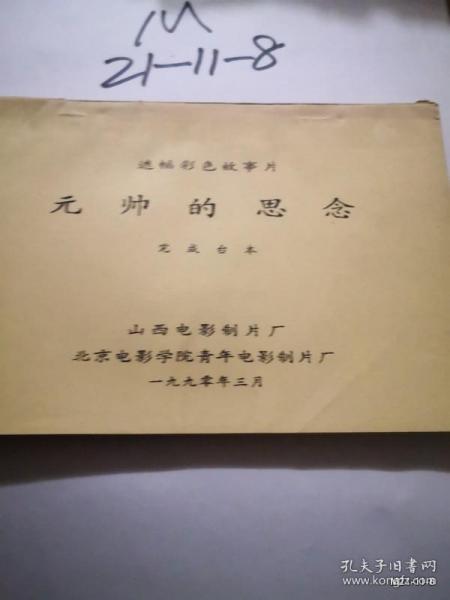 M
21-11-8
遮幅彩色故事片
元帅的思念
完成台本
山西电影制片厂
北京电影学院青年电影制片厂
一九九零年三月
孔夫子旧书网
www.kongfz.com